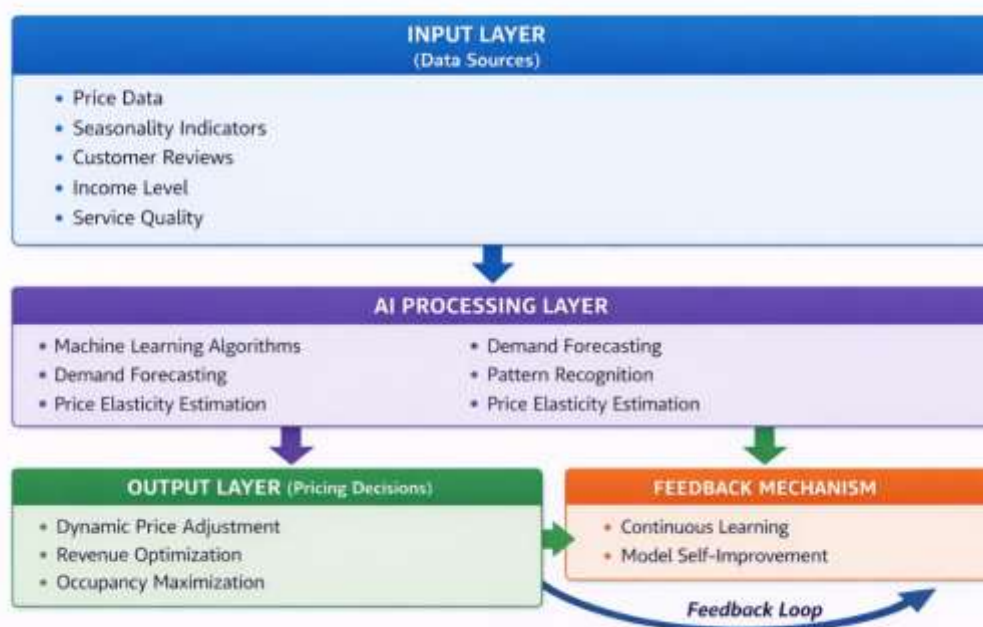 INPUT LAYER
(Data Sources)
• Price Data
• Seasonality Indicators
• Customer Reviews
• Income Level
• Service Quality
AI PROCESSING LAYER
• Machine Learning Algorithms
• Demand Forecasting
• Price Elasticity Estimation
• Demand Forecasting
• Pattern Recognition
• Price Elasticity Estimation
OUTPUT LAYER (Pricing Decisions)
• Dynamic Price Adjustment
• Revenue Optimization
• Occupancy Maximization
FEEDBACK MECHANISM
• Continuous Learning
• Model Self-Improvement
Feedback Loop